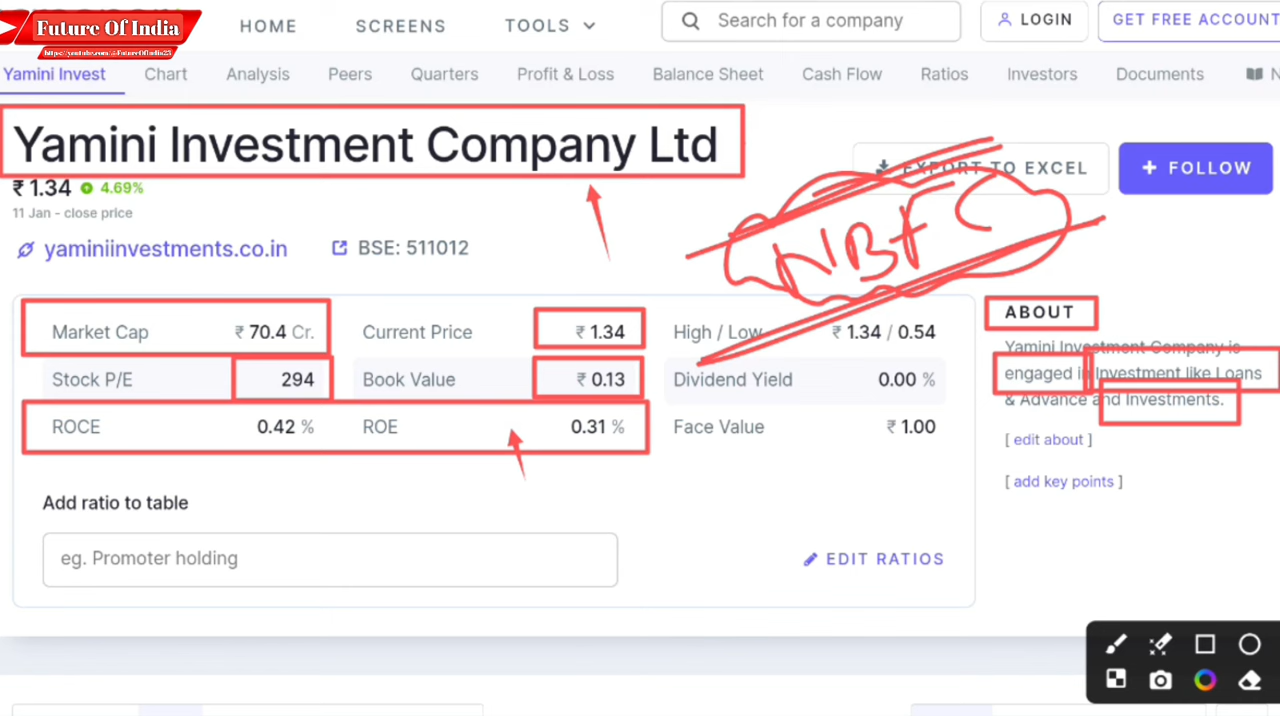 Future Of India
https://youtube.com/@FutureOfIndia23
HOME
SCREENS
TOOLS
Search for a company
LOGIN
GET FREE ACCOUNT
Yamini Invest
Chart
Analysis
Peers
Quarters
Profit & Loss
Balance Sheet
Cash Flow
Ratios
Investors
Documents
N
Yamini Investment Company Ltd
EXPORT TO EXCEL
+ FOLLOW
₹ 1.34 4.69%
11 Jan - close price
yaminiinvestments.co.in
BSE: 511012
NBFC
Market Cap ₹ 70.4 Cr.
Current Price ₹ 1.34
High / Low ₹ 1.34 / 0.54
Stock P/E 294
Book Value ₹ 0.13
Dividend Yield 0.00 %
ROCE 0.42 %
ROE 0.31 %
Face Value ₹ 1.00
ABOUT
Yamini Investment Company is
engaged in Investment like Loans
& Advance and Investments.
[ edit about ]
[ add key points ]
Add ratio to table
eg. Promoter holding
EDIT RATIOS